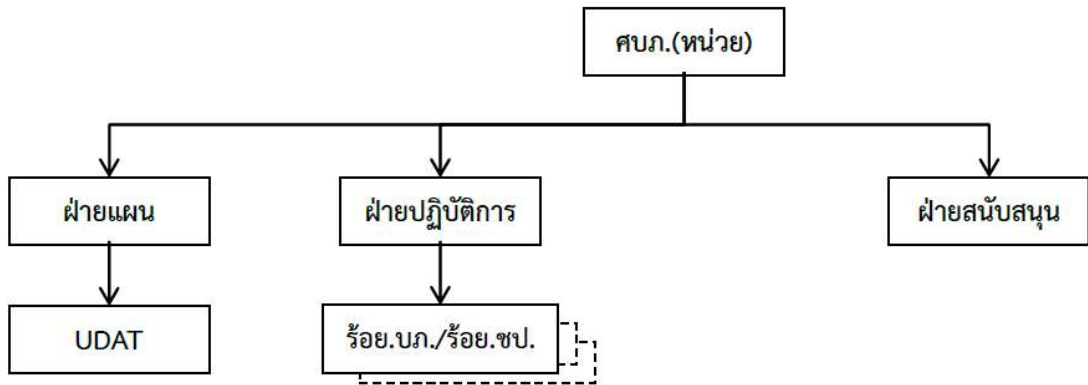 ศบภ.(หน่วย)
ฝ่ายแผน
ฝ่ายปฏิบัติการ
ฝ่ายสนับสนุน
UDAT
ร้อย.บภ./ร้อย.ชป.